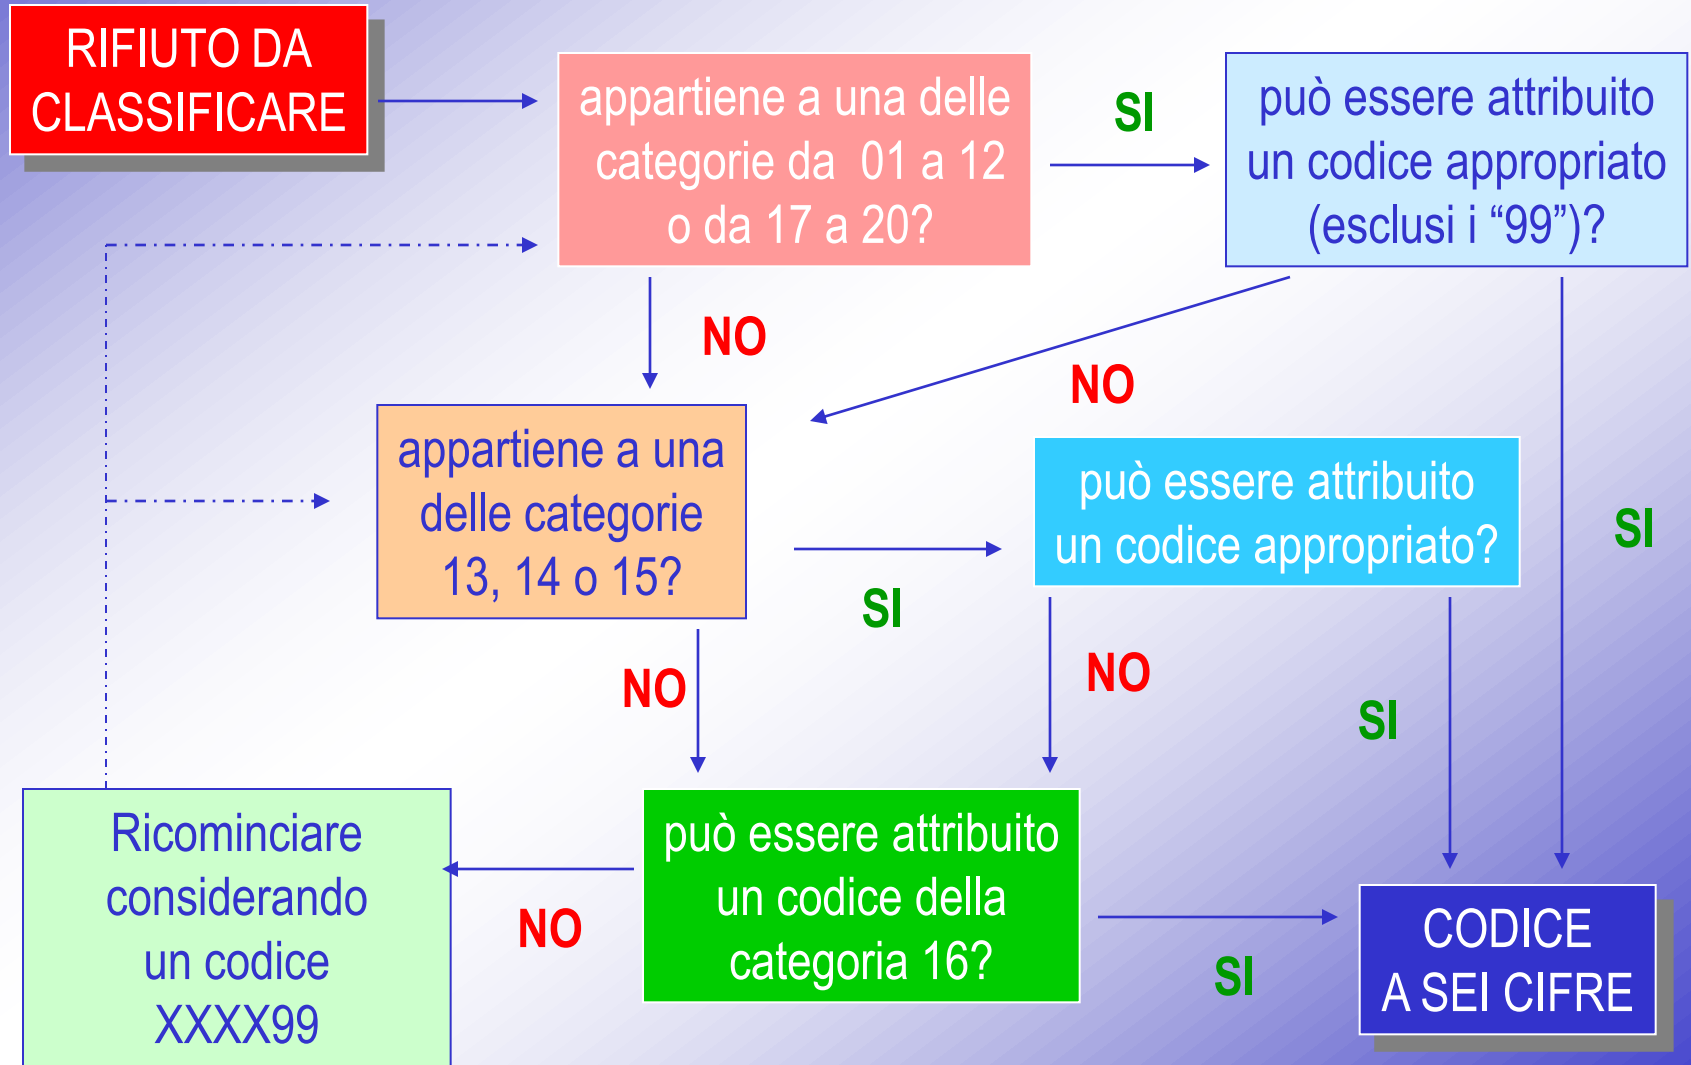 RIFIUTO DA
CLASSIFICARE
appartiene a una delle
categorie da 01 a 12
o da 17 a 20?
SI
può essere attribuito
un codice appropriato
(esclusi i “99”)?
NO
NO
appartiene a una
delle categorie
13, 14 o 15?
SI
può essere attribuito
un codice appropriato?
SI
NO
NO
SI
Ricominciare
considerando
un codice
XXXX99
NO
può essere attribuito
un codice della
categoria 16?
SI
CODICE
A SEI CIFRE